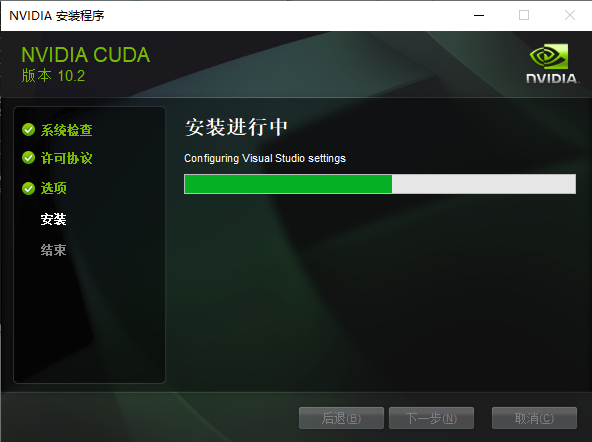 NVIDIA 安装程序
NVIDIA CUDA
版本 10.2
NVIDIA.
系统检查
许可协议
选项
安装
结束
安装进行中
Configuring Visual Studio settings
后退(B)
下一步(N)
取消(C)